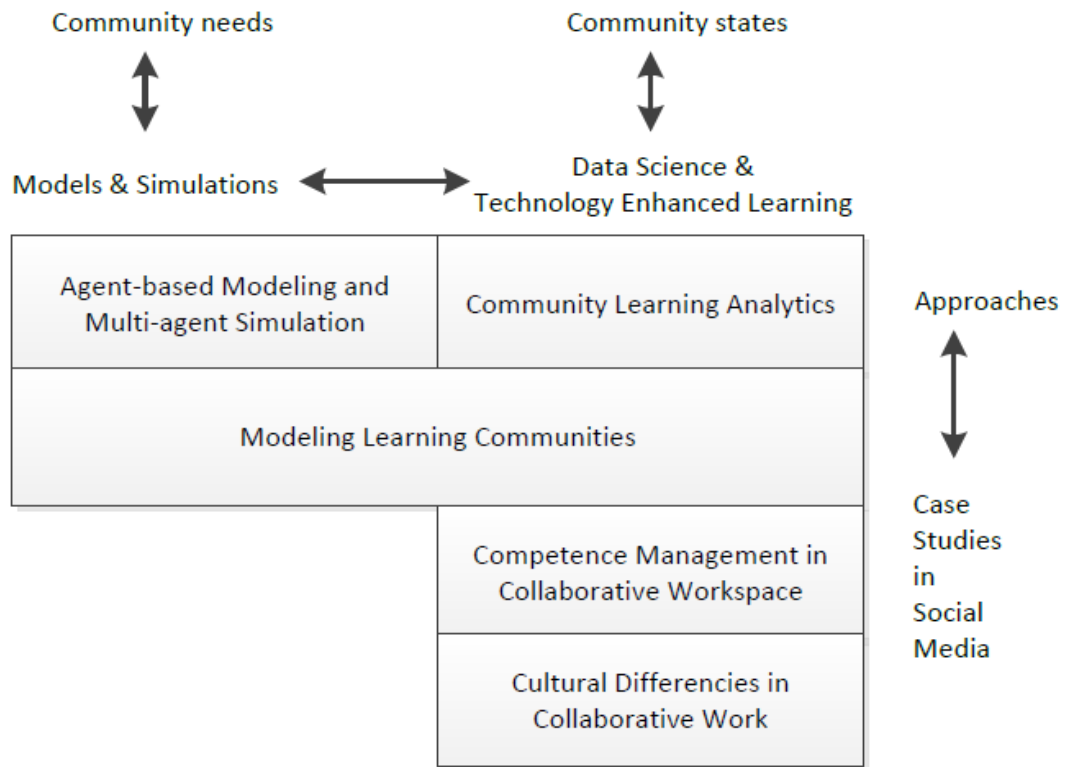 Community needs
Community states
Models & Simulations
Data Science &
Technology Enhanced Learning
Agent-based Modeling and
Multi-agent Simulation
Community Learning Analytics
Approaches
Modeling Learning Communities
Case
Studies
in
Social
Media
Competence Management in
Collaborative Workspace
Cultural Differencies in
Collaborative Work